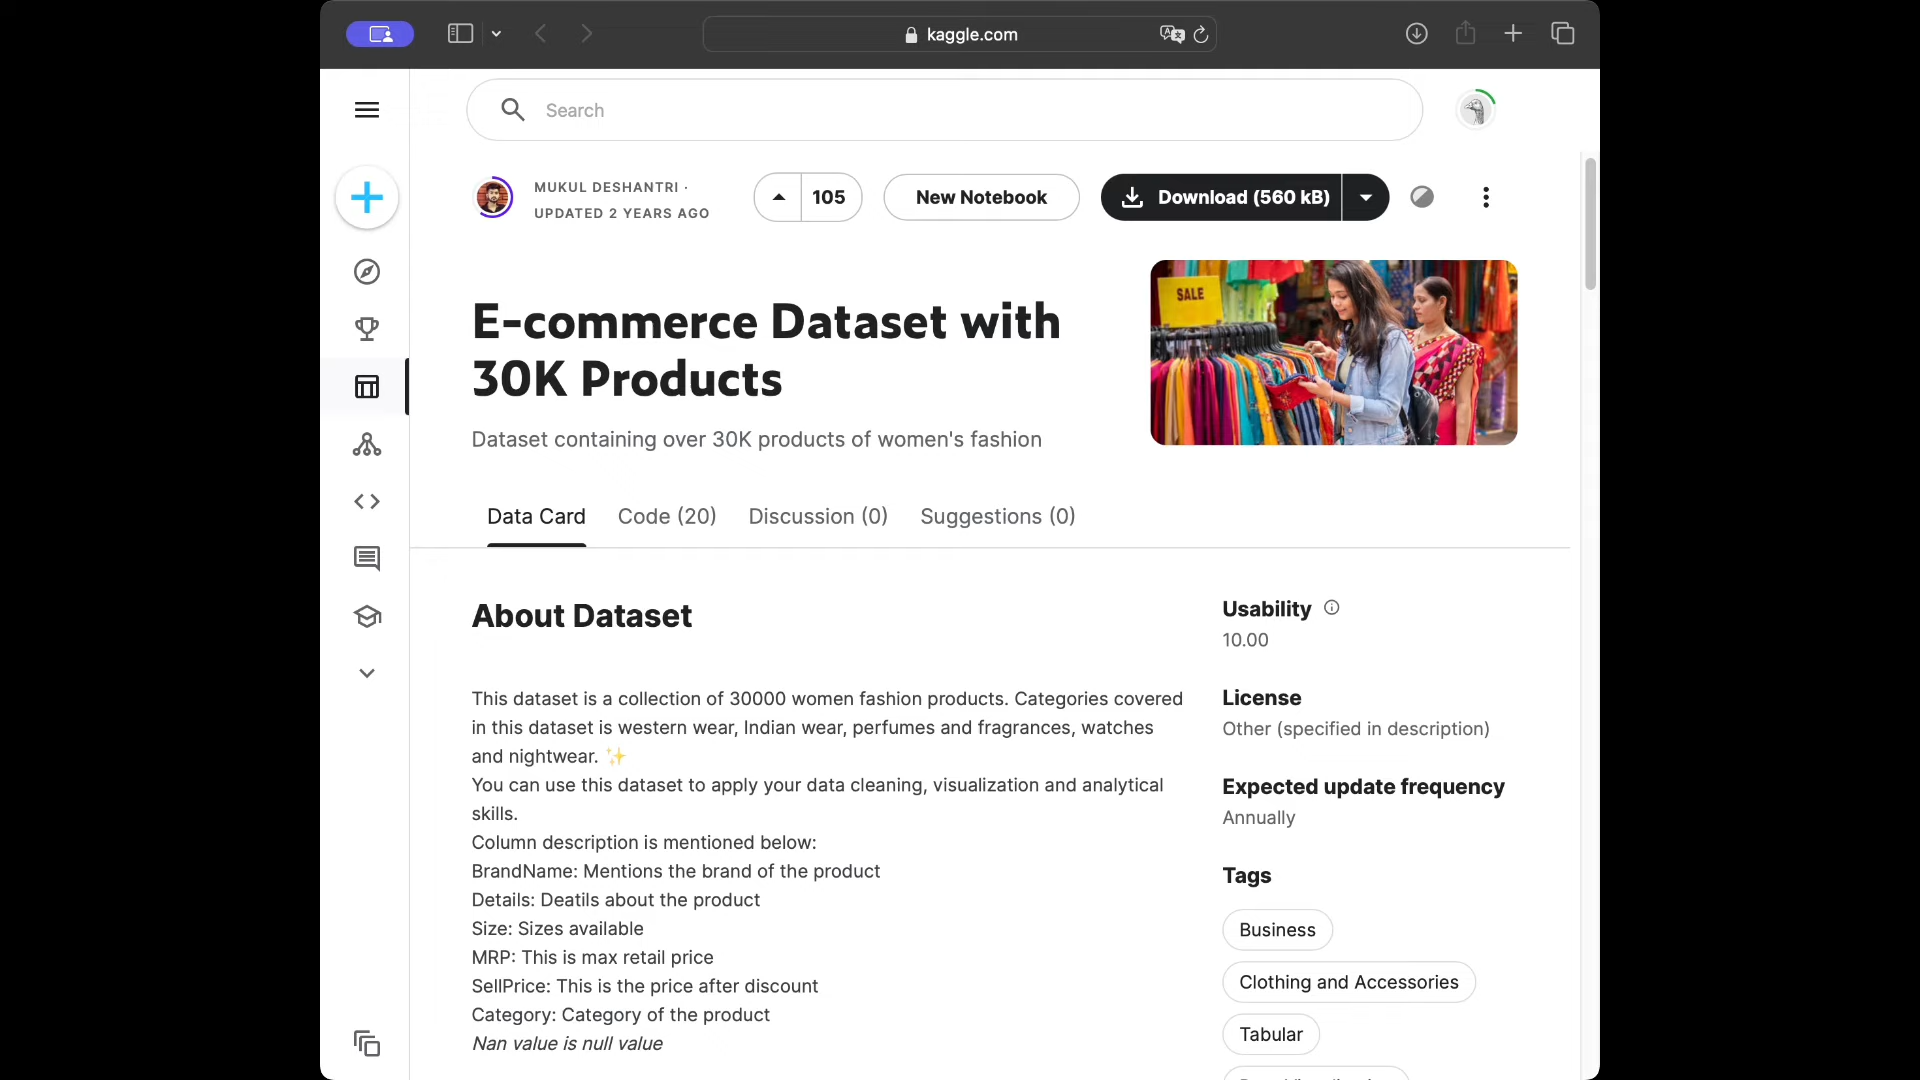 kaggle.com
Search
MUKUL DESHANTRI ·
UPDATED 2 YEARS AGO
105
New Notebook
Download (560 kB)
E-commerce Dataset with
30K Products
Dataset containing over 30K products of women's fashion
SALE
Data Card
Code (20)
Discussion (0)
Suggestions (0)
About Dataset
This dataset is a collection of 30000 women fashion products. Categories covered
in this dataset is western wear, Indian wear, perfumes and fragrances, watches
and nightwear. ✨
You can use this dataset to apply your data cleaning, visualization and analytical
skills.
Column description is mentioned below:
BrandName: Mentions the brand of the product
Details: Deatils about the product
Size: Sizes available
MRP: This is max retail price
SellPrice: This is the price after discount
Category: Category of the product
Nan value is null value
Usability
10.00
License
Other (specified in description)
Expected update frequency
Annually
Tags
Business
Clothing and Accessories
Tabular